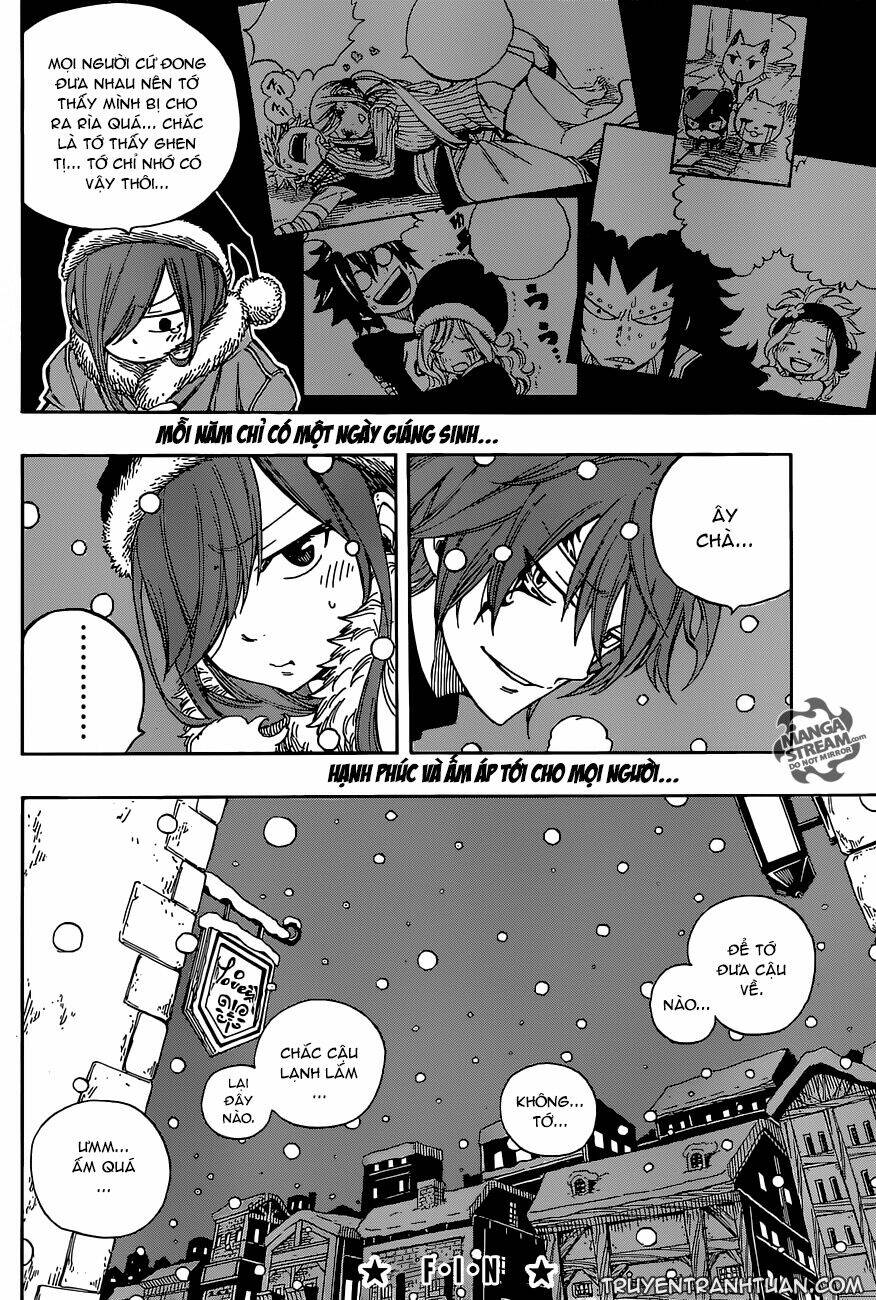 MỌI NGƯỜI CỨ ĐONG
ĐƯA NHAU NÊN TỚ
THẤY MÌNH BỊ CHO
RA RÌA QUÁ... CHẮC
LÀ TỚ THẤY GHEN
TỊ... TỚ CHỈ NHỚ CÓ
VẬY THÔI...
MỖI NĂM CHỈ CÓ MỘT NGÀY GIÁNG SINH...
ÂY
CHÀ...
........
MANGA
STREAM.com
DO NOT MIRROR
HẠNH PHÚC VÀ ẤM ÁP TỚI CHO MỌI NGƯỜI...
ĐỂ TỚ
ĐƯA CẬU
VỀ.
NÀO...
KHÔNG...
TỚ...
CHẮC CÂU
LẠNH LẮM
...
LẠI
ĐÂY
NÀO.
ƯMM...
ẤM QUÁ
...
★ F·I·N ★
TRUYENTRANHTUAN.COM